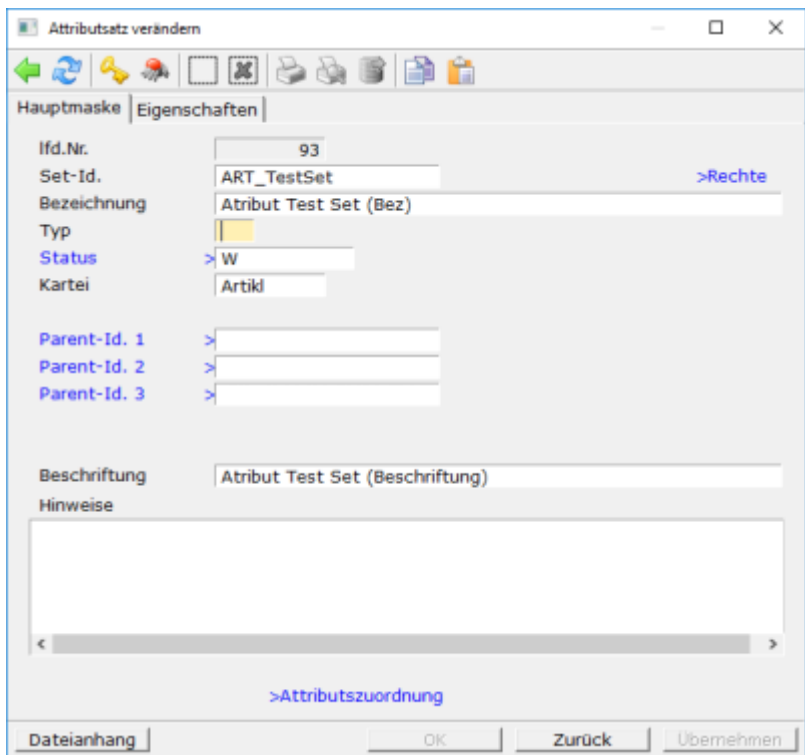 Attributsatz verändern
Hauptmaske Eigenschaften
lfd.Nr. 93
Set-Id. ART_TestSet >Rechte
Bezeichnung Atribut Test Set (Bez)
Typ
Status >W
Kartei Artikl
Parent-Id. 1 >
Parent-Id. 2 >
Parent-Id. 3 >
Beschriftung Atribut Test Set (Beschriftung)
Hinweise
>Attributszuordnung
Dateianhang OK Zurück Übernehmen